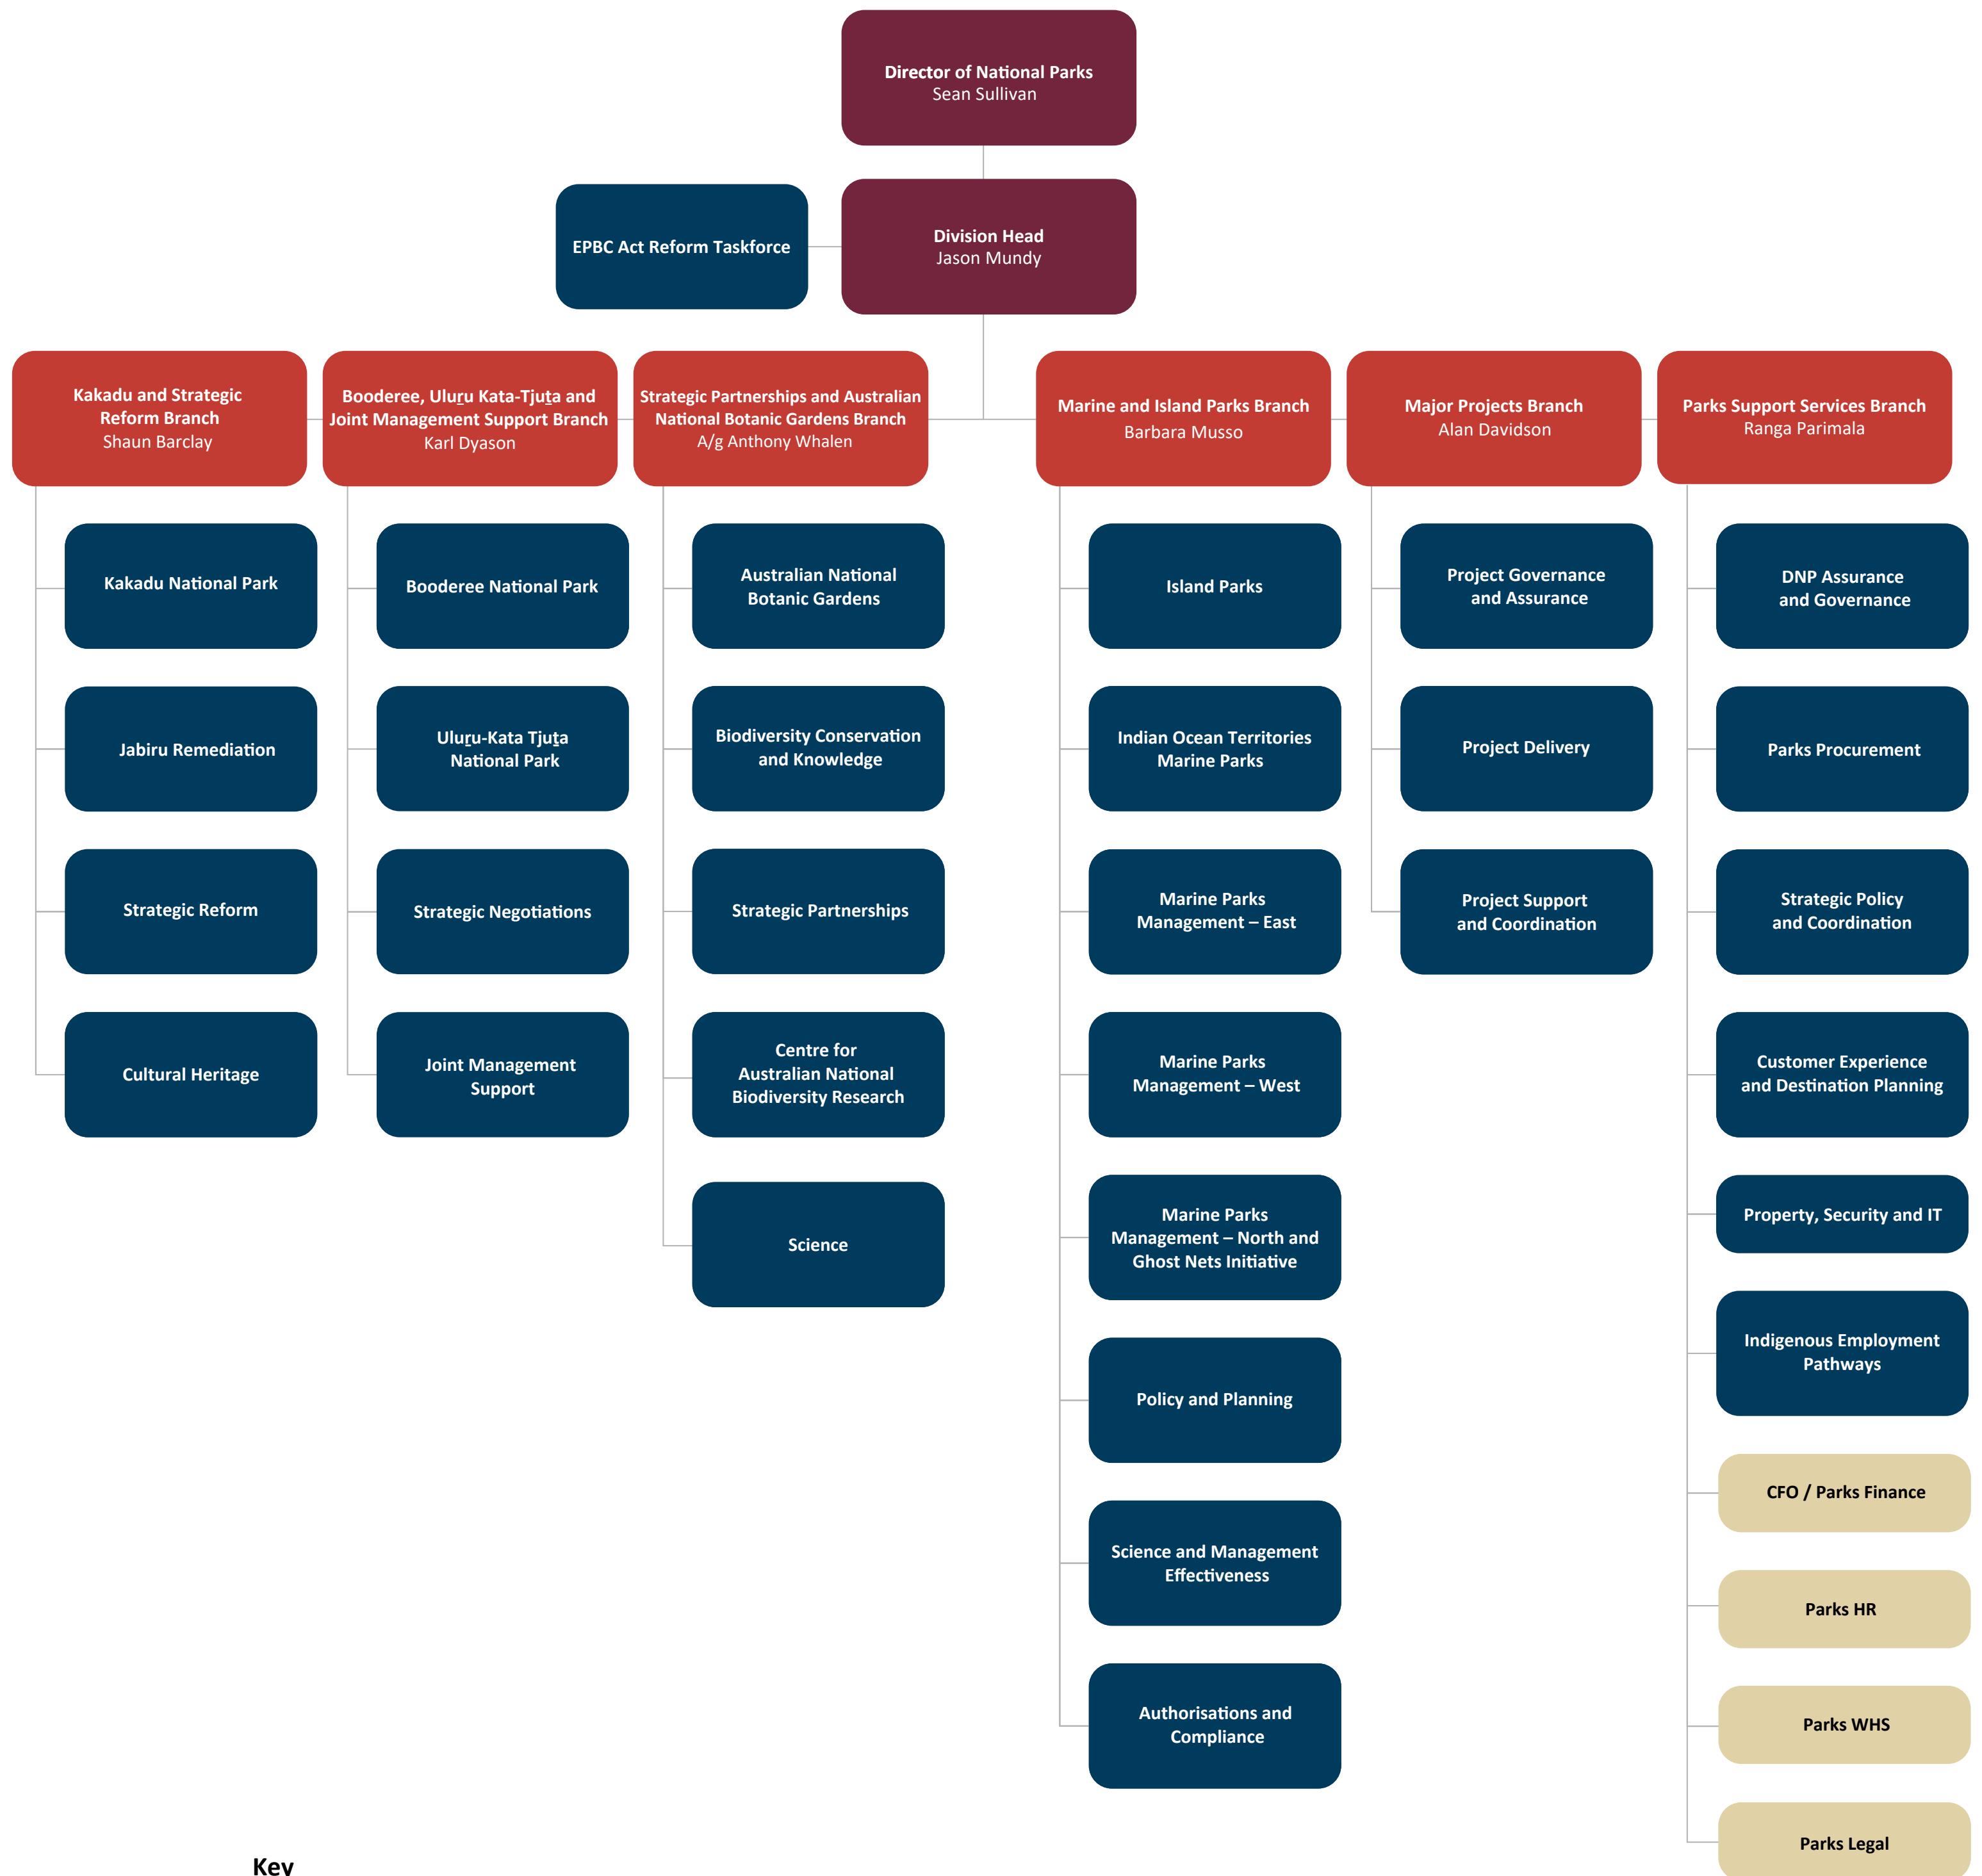 Director of National Parks
Sean Sullivan
EPBC Act Reform Taskforce
Division Head
Jason Mundy
Kakadu and Strategic
Reform Branch
Shaun Barclay
Booderee, Uluṟu Kata-Tjuṯa and
Joint Management Support Branch
Karl Dyason
Strategic Partnerships and Australian
National Botanic Gardens Branch
A/g Anthony Whalen
Marine and Island Parks Branch
Barbara Musso
Major Projects Branch
Alan Davidson
Parks Support Services Branch
Ranga Parimala
Kakadu National Park
Jabiru Remediation
Strategic Reform
Cultural Heritage
Booderee National Park
Uluṟu-Kata Tjuṯa
National Park
Strategic Negotiations
Joint Management
Support
Australian National
Botanic Gardens
Biodiversity Conservation
and Knowledge
Strategic Partnerships
Centre for
Australian National
Biodiversity Research
Science
Island Parks
Indian Ocean Territories
Marine Parks
Marine Parks
Management – East
Marine Parks
Management – West
Marine Parks
Management – North and
Ghost Nets Initiative
Policy and Planning
Science and Management
Effectiveness
Authorisations and
Compliance
Project Governance
and Assurance
Project Delivery
Project Support
and Coordination
DNP Assurance
and Governance
Parks Procurement
Strategic Policy
and Coordination
Customer Experience
and Destination Planning
Property, Security and IT
Indigenous Employment
Pathways
CFO / Parks Finance
Parks HR
Parks WHS
Parks Legal
Key